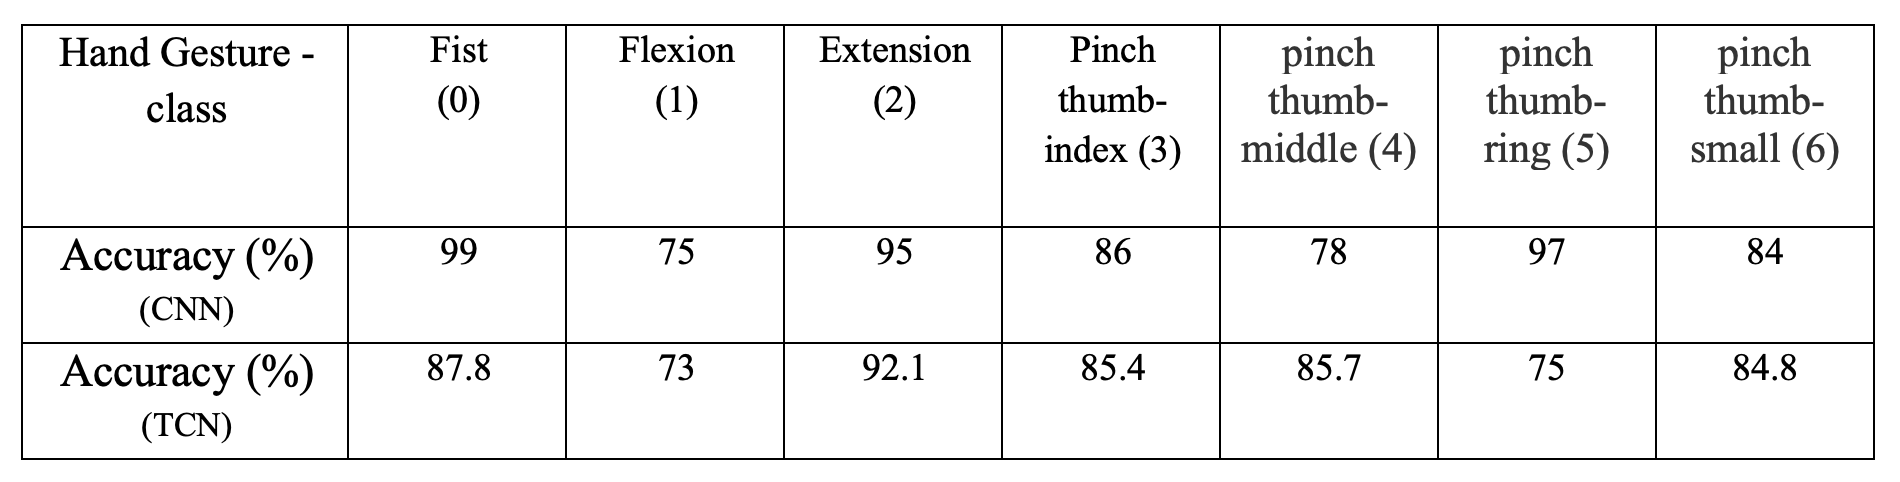 Hand Gesture - class
Fist (0)
Flexion (1)
Extension (2)
Pinch thumb-index (3)
pinch thumb-middle (4)
pinch thumb-ring (5)
pinch thumb-small (6)
Accuracy (%) (CNN)
99
75
95
86
78
97
84
Accuracy (%) (TCN)
87.8
73
92.1
85.4
85.7
75
84.8